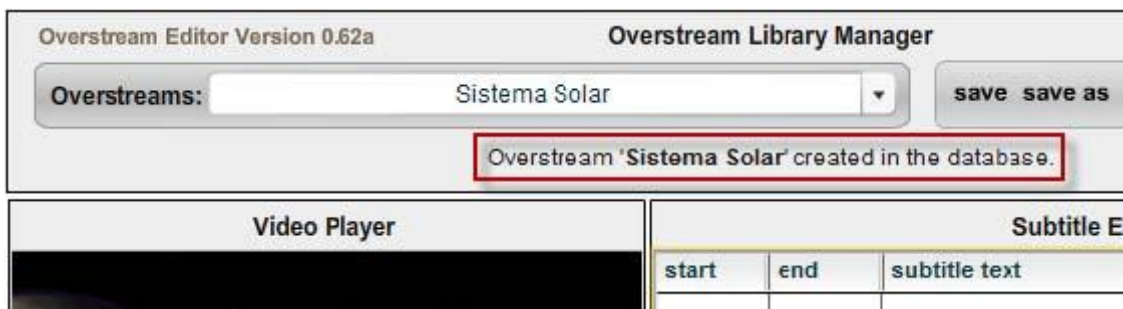 Overstream Editor Version 0.62a
Overstream Library Manager
Overstreams: Sistema Solar
save save as
Overstream 'Sistema Solar' created in the database.
Video Player
Subtitle E
start end subtitle text